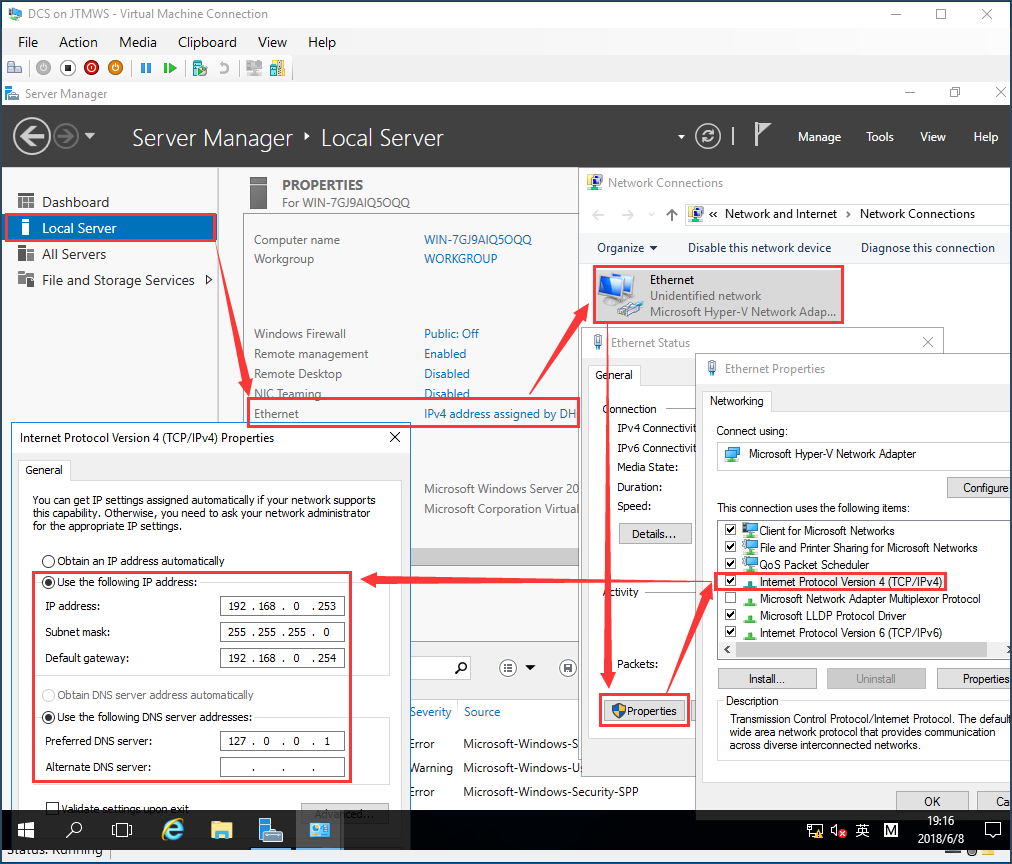 DCS on JTMWS - Virtual Machine Connection
File Action Media Clipboard View Help
Server Manager
Server Manager ‣ Local Server
Manage Tools View Help
Dashboard
Local Server
All Servers
File and Storage Services
PROPERTIES
For WIN-7GJ9AIQ5OQQ
Computer name WIN-7GJ9AIQ5OQQ
Workgroup WORKGROUP
Windows Firewall Public: Off
Remote management Enabled
Remote Desktop Disabled
NIC Teaming Disabled
Ethernet IPv4 address assigned by DH
Microsoft Windows Server 20
Microsoft Corporation Virtual
Severity Source
Error Microsoft-Windows-S
Warning Microsoft-Windows-U
Error Microsoft-Windows-Security-SPP
Network Connections
« Network and Internet › Network Connections
Organize Disable this network device Diagnose this connection
Ethernet
Unidentified network
Microsoft Hyper-V Network Adap...
Ethernet Status
General
Connection
IPv4 Connectivit
IPv6 Connectivit
Media State:
Duration:
Speed:
Details...
Activity
Packets:
Properties
Ethernet Properties
Networking
Connect using:
Microsoft Hyper-V Network Adapter
Configure
This connection uses the following items:
Client for Microsoft Networks
File and Printer Sharing for Microsoft Networks
QoS Packet Scheduler
Internet Protocol Version 4 (TCP/IPv4)
Microsoft Network Adapter Multiplexor Protocol
Microsoft LLDP Protocol Driver
Internet Protocol Version 6 (TCP/IPv6)
Install... Uninstall Properties
Description
Transmission Control Protocol/Internet Protocol. The default
wide area network protocol that provides communication
across diverse interconnected networks.
OK Ca
Internet Protocol Version 4 (TCP/IPv4) Properties
General
You can get IP settings assigned automatically if your network supports
this capability. Otherwise, you need to ask your network administrator
for the appropriate IP settings.
Obtain an IP address automatically
Use the following IP address:
IP address: 192 . 168 . 0 . 253
Subnet mask: 255 . 255 . 255 . 0
Default gateway: 192 . 168 . 0 . 254
Obtain DNS server address automatically
Use the following DNS server addresses:
Preferred DNS server: 127 . 0 . 0 . 1
Alternate DNS server: . . .
Validate settings upon exit Advanced...
英 M 19:16
2018/6/8
Status: Running